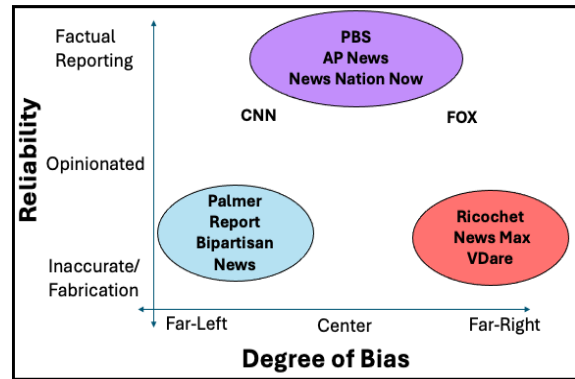 Reliability
Factual
Reporting
Opinionated
Inaccurate/
Fabrication
PBS
AP News
News Nation Now
CNN
FOX
Palmer
Report
Bipartisan
News
Ricochet
News Max
VDare
Far-Left
Center
Far-Right
Degree of Bias